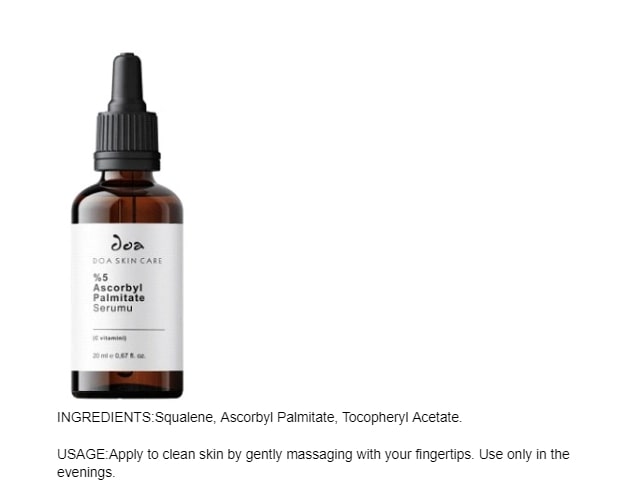 doa
DOA SKIN CARE
%5
Ascorbyl
Palmitate
Serumu
(C vitamini)
20 ml e 0,67 fl. oz.
INGREDIENTS:Squalene, Ascorbyl Palmitate, Tocopheryl Acetate.
USAGE:Apply to clean skin by gently massaging with your fingertips. Use only in the
evenings.